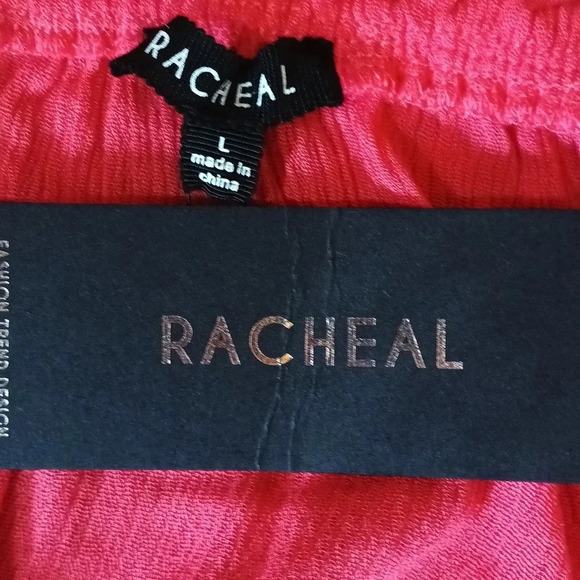 RACHEAL
L
made in
china
RACHEAL
FASHION TREND DESIGN